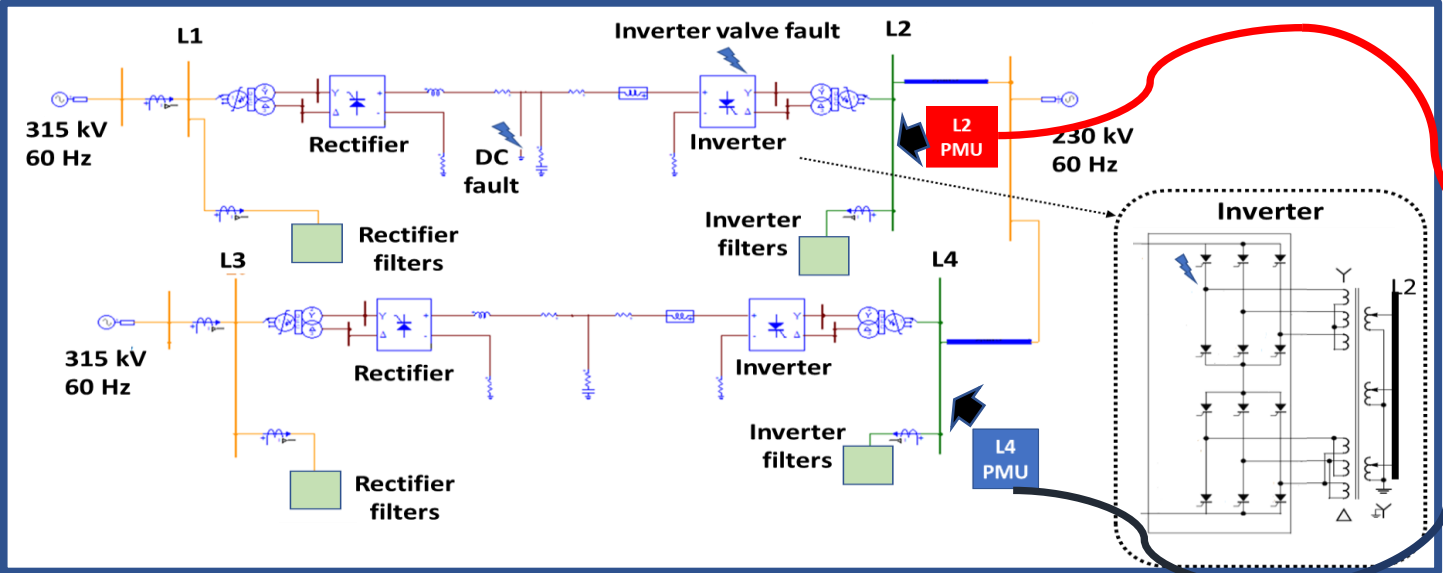 L1
Inverter valve fault
L2
315 kV
60 Hz
Rectifier
DC
fault
Inverter
L2
PMU
230 kV
60 Hz
Rectifier
filters
Inverter
filters
Inverter
L2
Y
Y
Δ
L3
L4
315 kV
60 Hz
Rectifier
Inverter
Rectifier
filters
Inverter
filters
L4
PMU
Y
Δ
+
-